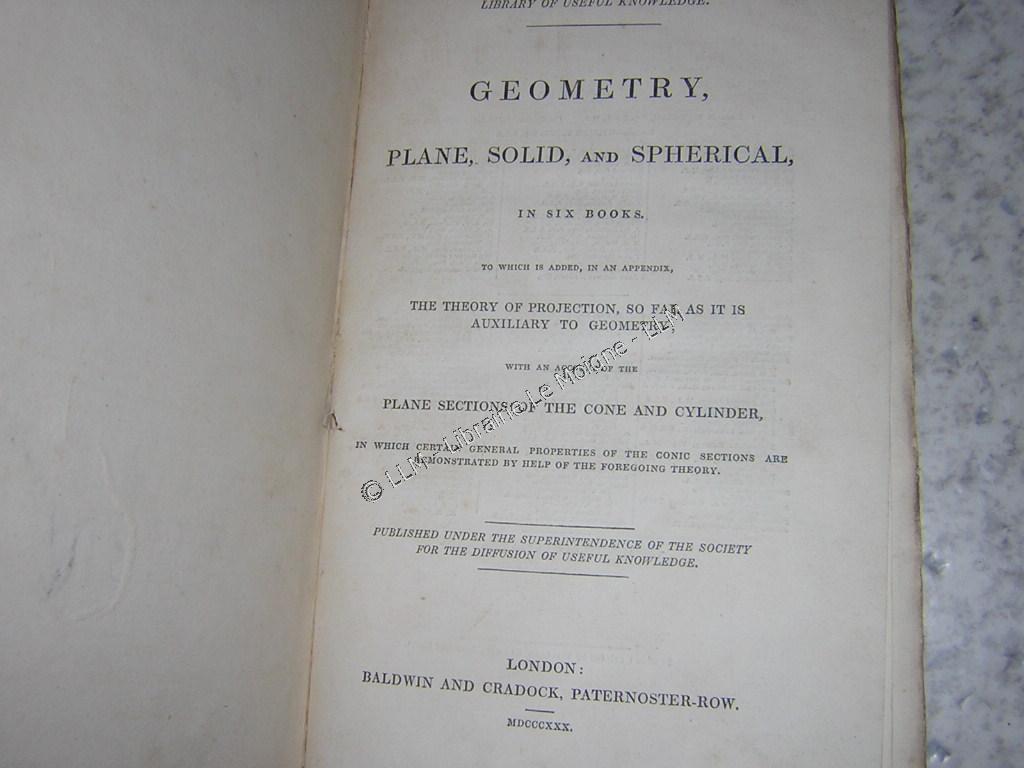 LIBRARY OF USEFUL KNOWLEDGE.
GEOMETRY,
PLANE, SOLID, AND SPHERICAL,
IN SIX BOOKS.
TO WHICH IS ADDED, IN AN APPENDIX,
THE THEORY OF PROJECTION, SO FAR AS IT IS
AUXILIARY TO GEOMETRY;
WITH AN ACCOUNT OF THE
PLANE SECTIONS OF THE CONE AND CYLINDER,
IN WHICH CERTAIN GENERAL PROPERTIES OF THE CONIC SECTIONS ARE
DEMONSTRATED BY HELP OF THE FOREGOING THEORY.
© LLM - Librairie Le Moigne - LLM
PUBLISHED UNDER THE SUPERINTENDENCE OF THE SOCIETY
FOR THE DIFFUSION OF USEFUL KNOWLEDGE.
LONDON:
BALDWIN AND CRADOCK, PATERNOSTER-ROW.
MDCCCXXX.